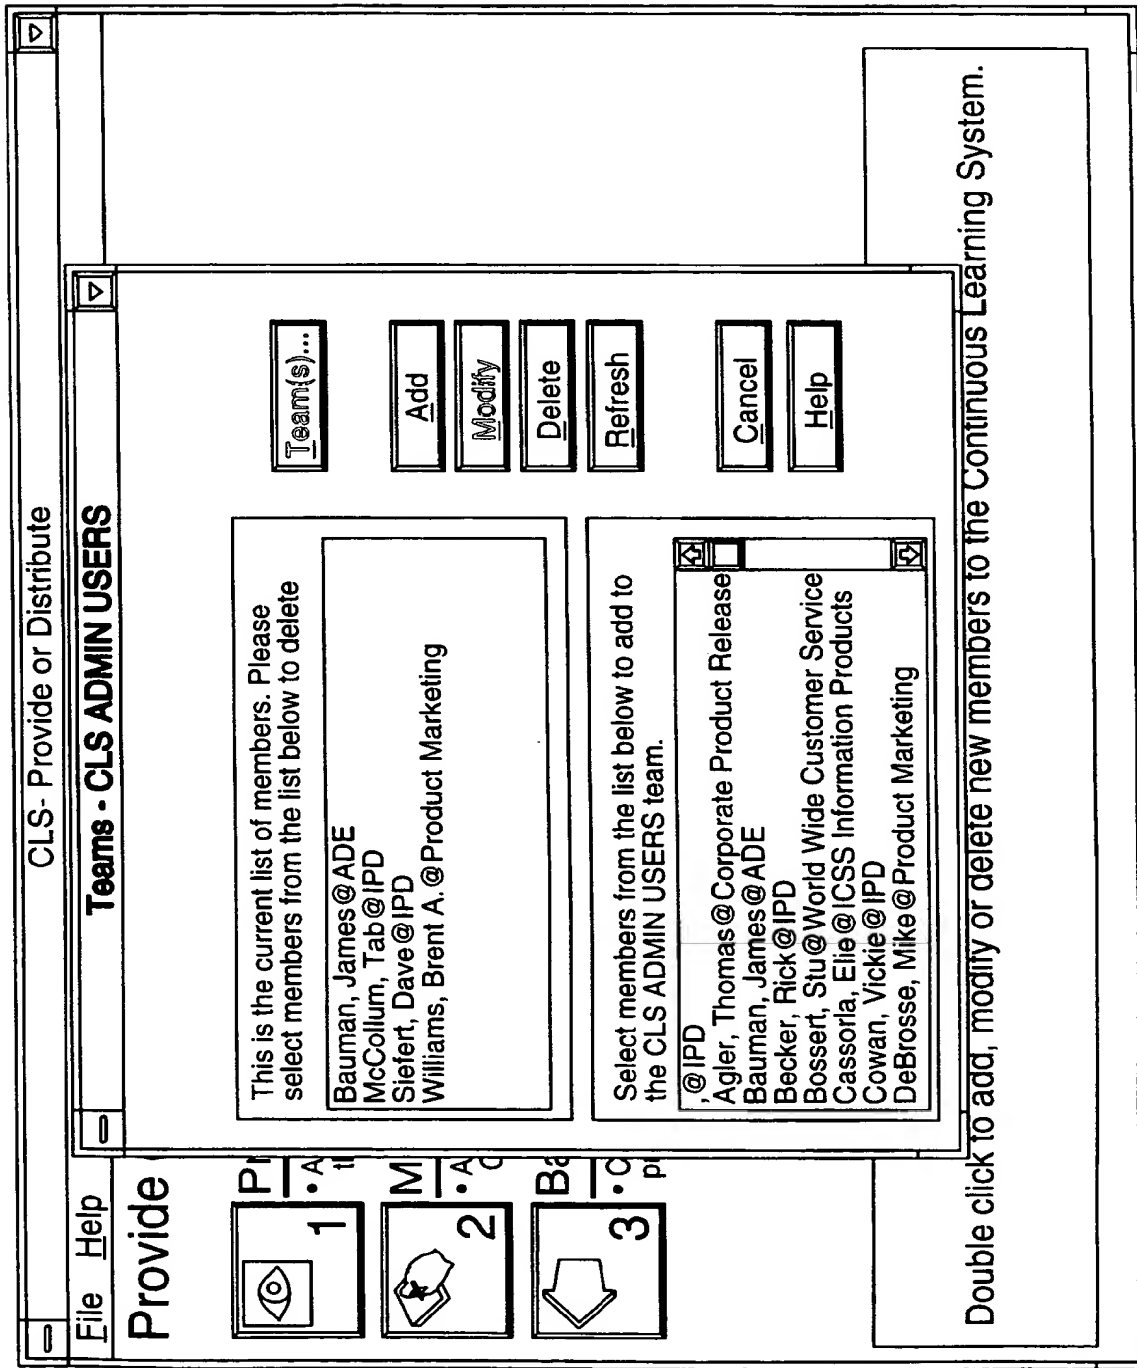 CLS- Provide or Distribute
File Help
Provide
Teams - CLS ADMIN USERS
1
Pr
• A
th
2
M
• A
3
Ba
• C
This is the current list of members. Please
select members from the list below to delete
Bauman, James@ADE
McCollum, Tab@IPD
Siefert, Dave@IPD
Williams, Brent A.@Product Marketing
Select members from the list below to add to
the CLS ADMIN USERS team.
,@IPD
Agler, Thomas@Corporate Product Release
Bauman, James@ADE
Becker, Rick@IPD
Bossert, Stu@World Wide Customer Service
Cassorla, Elie@ICSS Information Products
Cowan, Vickie@IPD
DeBrosse, Mike@Product Marketing
Team(s)...
Add
Modify
Delete
Refresh
Cancel
Help
Double click to add, modify or delete new members to the Continuous Learning System.